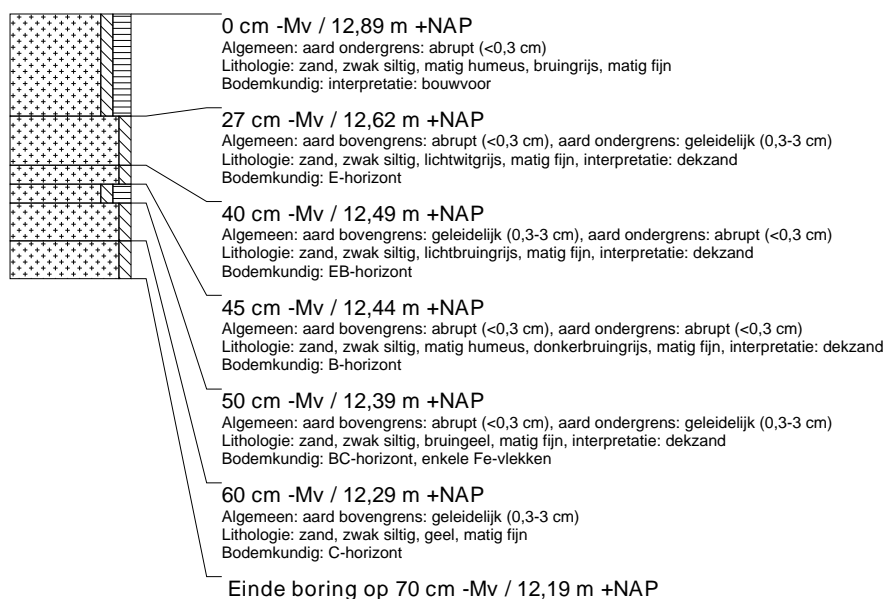 0 cm -Mv / 12,89 m +NAP
Algemeen: aard ondergrens: abrupt (<0,3 cm)
Lithologie: zand, zwak siltig, matig humeus, bruingrijs, matig fijn
Bodemkundig: interpretatie: bouwvoor
27 cm -Mv / 12,62 m +NAP
Algemeen: aard bovengrens: abrupt (<0,3 cm), aard ondergrens: geleidelijk (0,3-3 cm)
Lithologie: zand, zwak siltig, lichtwitgrijs, matig fijn, interpretatie: dekzand
Bodemkundig: E-horizont
40 cm -Mv / 12,49 m +NAP
Algemeen: aard bovengrens: geleidelijk (0,3-3 cm), aard ondergrens: abrupt (<0,3 cm)
Lithologie: zand, zwak siltig, lichtbruingrijs, matig fijn, interpretatie: dekzand
Bodemkundig: EB-horizont
45 cm -Mv / 12,44 m +NAP
Algemeen: aard bovengrens: abrupt (<0,3 cm), aard ondergrens: abrupt (<0,3 cm)
Lithologie: zand, zwak siltig, matig humeus, donkerbruingrijs, matig fijn, interpretatie: dekzand
Bodemkundig: B-horizont
50 cm -Mv / 12,39 m +NAP
Algemeen: aard bovengrens: abrupt (<0,3 cm), aard ondergrens: geleidelijk (0,3-3 cm)
Lithologie: zand, zwak siltig, bruingeel, matig fijn, interpretatie: dekzand
Bodemkundig: BC-horizont, enkele Fe-vlekken
60 cm -Mv / 12,29 m +NAP
Algemeen: aard bovengrens: geleidelijk (0,3-3 cm)
Lithologie: zand, zwak siltig, geel, matig fijn
Bodemkundig: C-horizont
Einde boring op 70 cm -Mv / 12,19 m +NAP